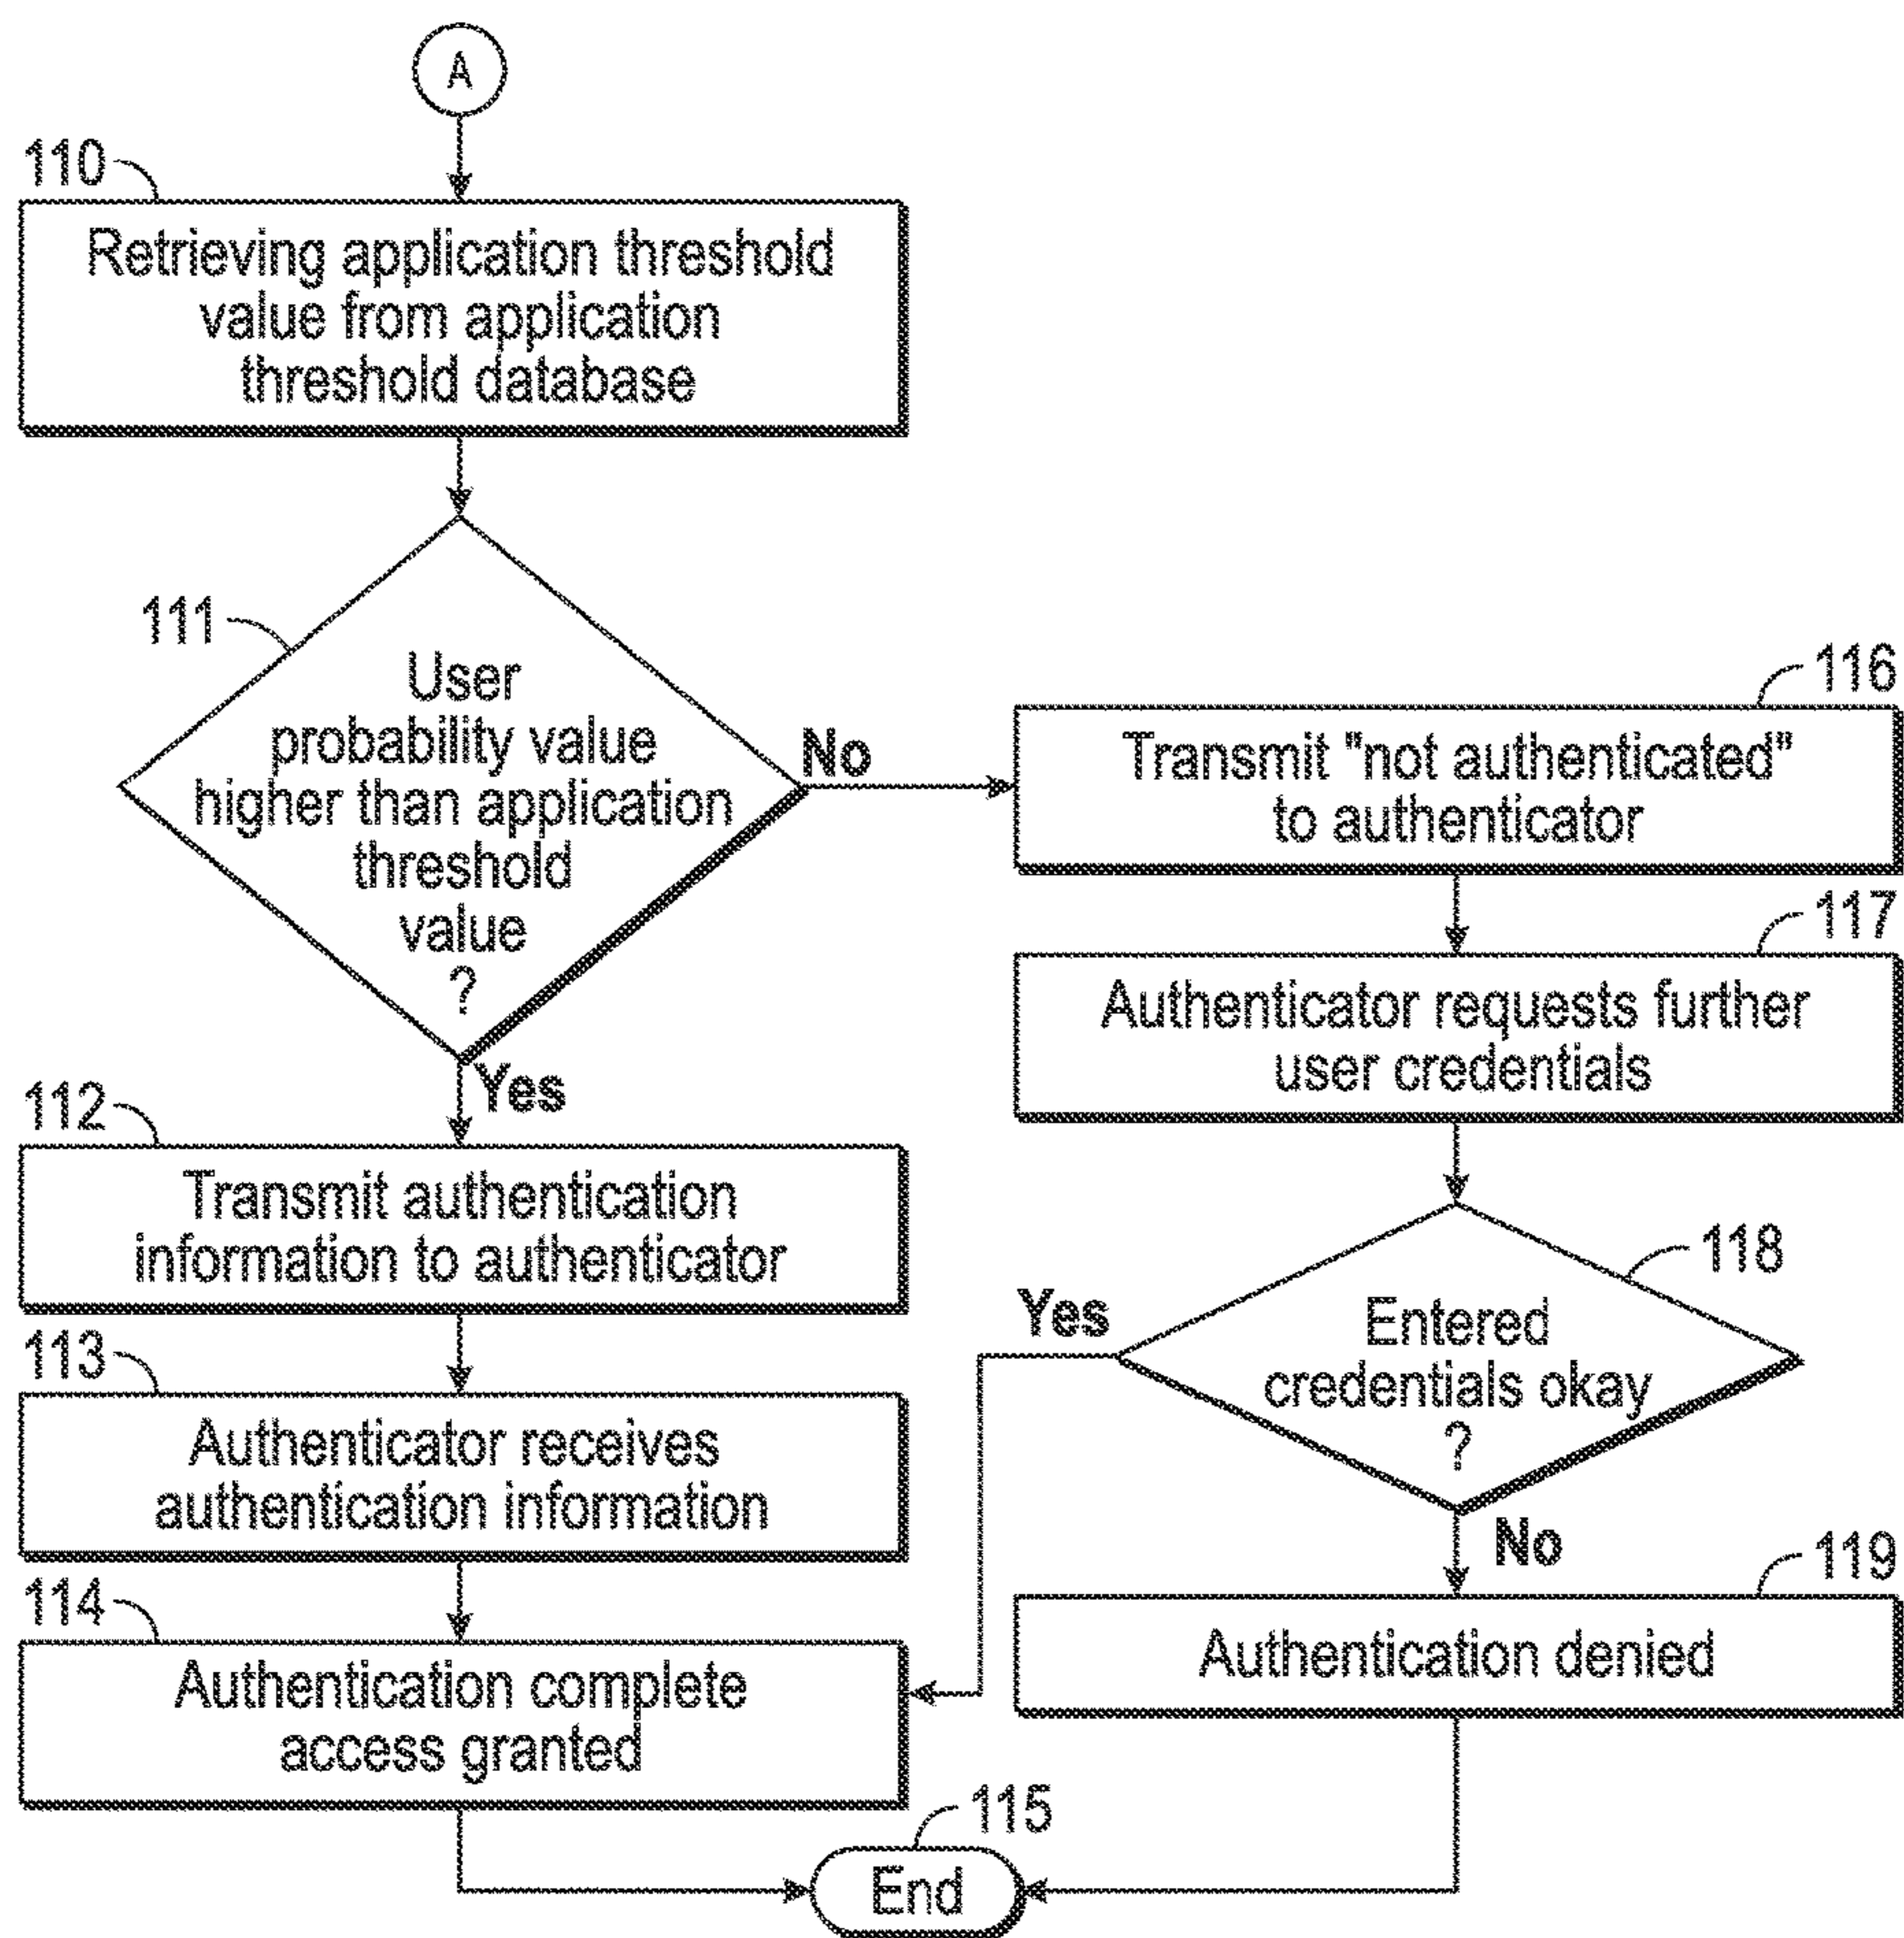 A
110
Retrieving application threshold
value from application
threshold database
111
User
probability value
higher than application
threshold
value
?
No
Yes
112
Transmit authentication
information to authenticator
113
Authenticator receives
authentication information
114
Authentication complete
access granted
116
Transmit "not authenticated"
to authenticator
117
Authenticator requests further
user credentials
118
Entered
credentials okay
?
Yes
No
119
Authentication denied
115
End